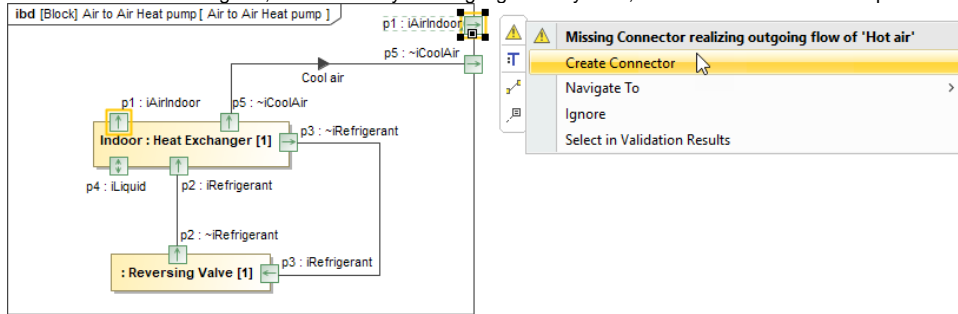 ibd [Block] Air to Air Heat pump [ Air to Air Heat pump ]
p1 : iAirIndoor
Missing Connector realizing outgoing flow of 'Hot air'
p5 : ~iCoolAir
Create Connector
Cool air
Navigate To
p1 : iAirIndoor
p5 : ~iCoolAir
Ignore
Indoor : Heat Exchanger [1]
p3 : ~iRefrigerant
Select in Validation Results
p4 : iLiquid
p2 : iRefrigerant
p2 : ~iRefrigerant
: Reversing Valve [1]
p3 : iRefrigerant